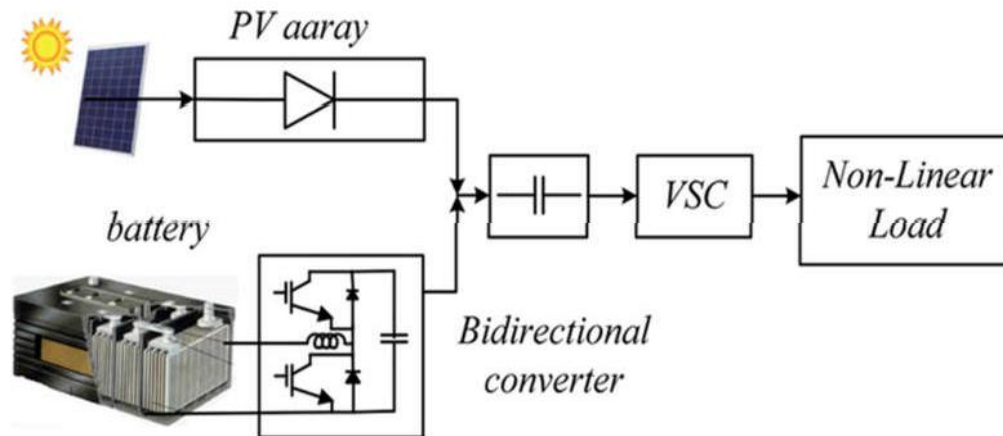 PV aaray
battery
VSC
Non-Linear
Load
Bidirectional
converter